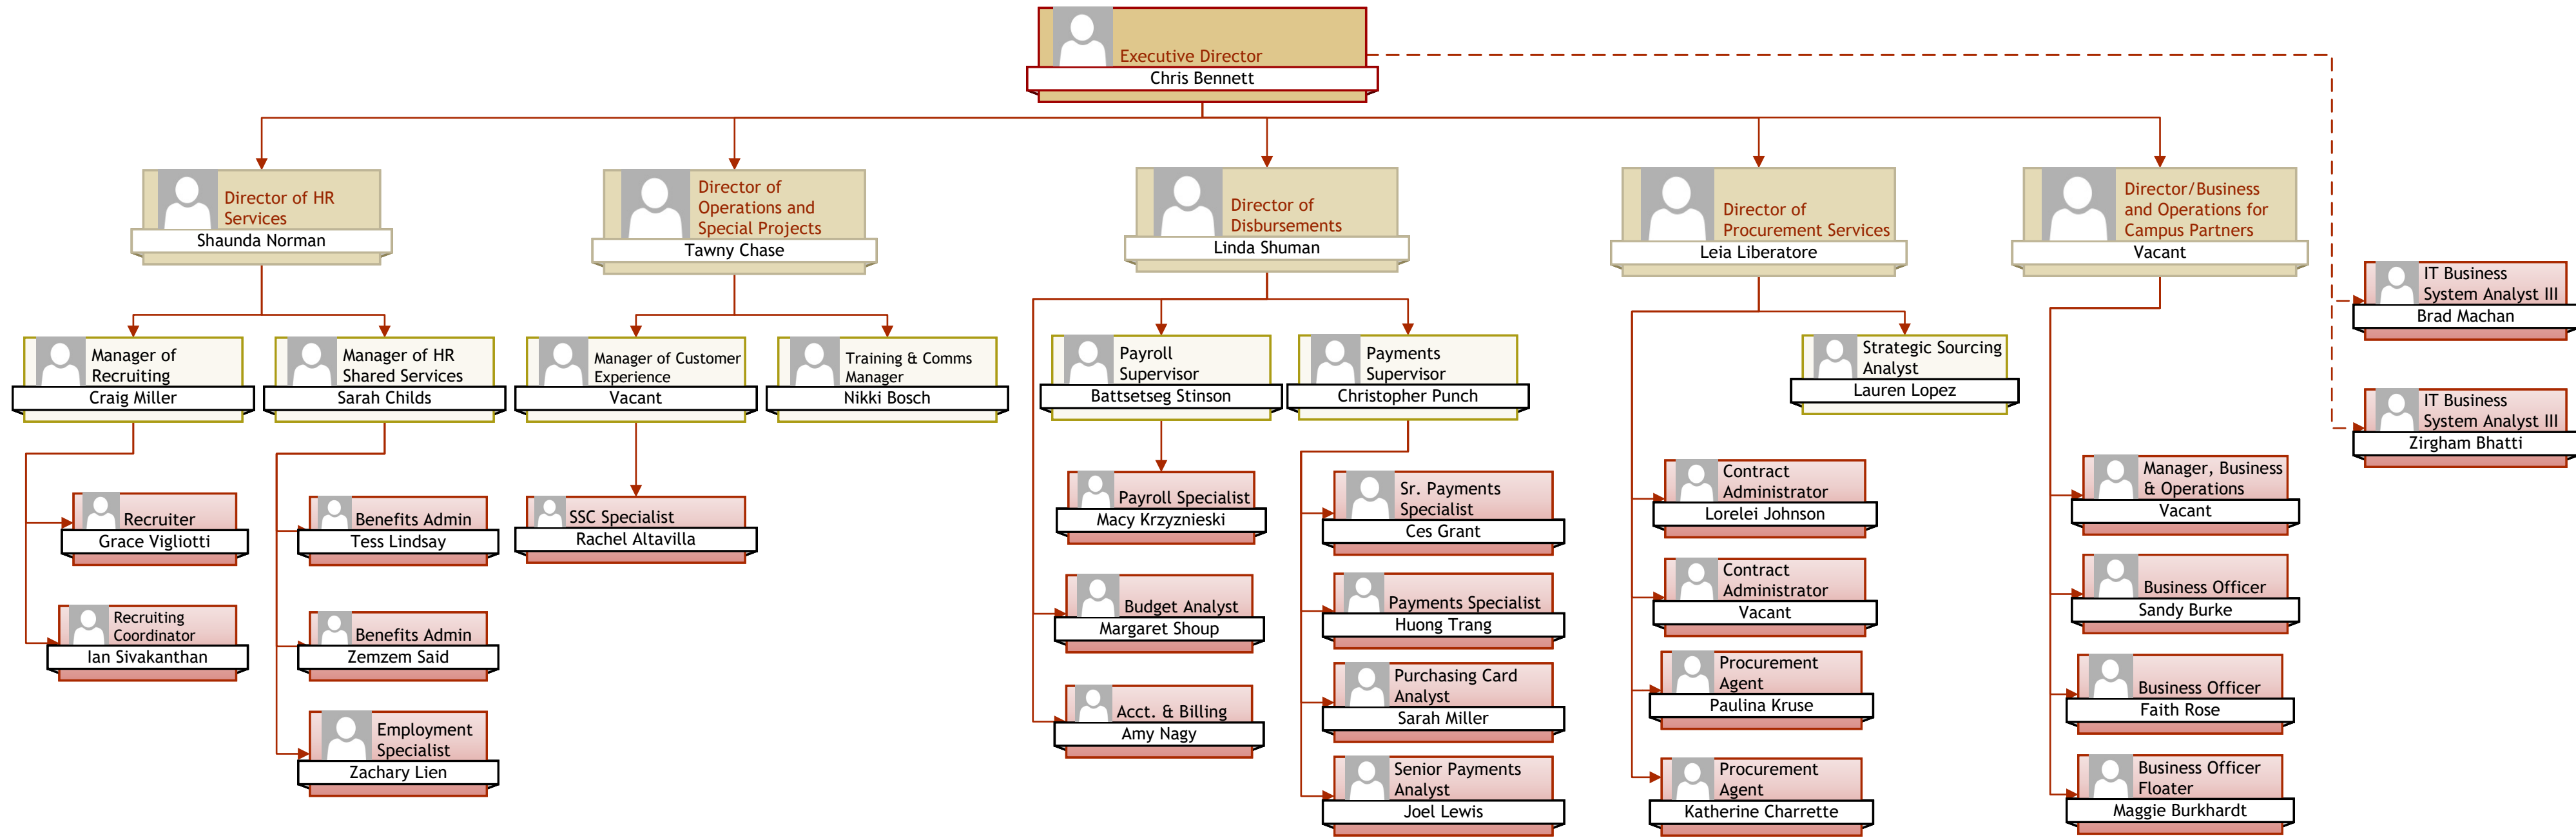 Executive Director
Chris Bennett
Director of HR
Services
Shaunda Norman
Director of
Operations and
Special Projects
Tawny Chase
Director of
Disbursements
Linda Shuman
Director of
Procurement Services
Leia Liberatore
Director/Business
and Operations for
Campus Partners
Vacant
IT Business
System Analyst III
Brad Machan
IT Business
System Analyst III
Zirgham Bhatti
Manager of
Recruiting
Craig Miller
Manager of HR
Shared Services
Sarah Childs
Manager of Customer
Experience
Vacant
Training & Comms
Manager
Nikki Bosch
Payroll
Supervisor
Battsetseg Stinson
Payments
Supervisor
Christopher Punch
Strategic Sourcing
Analyst
Lauren Lopez
Recruiter
Grace Vigliotti
Recruiting
Coordinator
Ian Sivakanthan
Benefits Admin
Tess Lindsay
Benefits Admin
Zemzem Said
Employment
Specialist
Zachary Lien
SSC Specialist
Rachel Altavilla
Payroll Specialist
Macy Krzyznieski
Budget Analyst
Margaret Shoup
Acct. & Billing
Amy Nagy
Sr. Payments
Specialist
Ces Grant
Payments Specialist
Huong Trang
Purchasing Card
Analyst
Sarah Miller
Senior Payments
Analyst
Joel Lewis
Contract
Administrator
Lorelei Johnson
Contract
Administrator
Vacant
Procurement
Agent
Paulina Kruse
Procurement
Agent
Katherine Charrette
Manager, Business
& Operations
Vacant
Business Officer
Sandy Burke
Business Officer
Faith Rose
Business Officer
Floater
Maggie Burkhardt